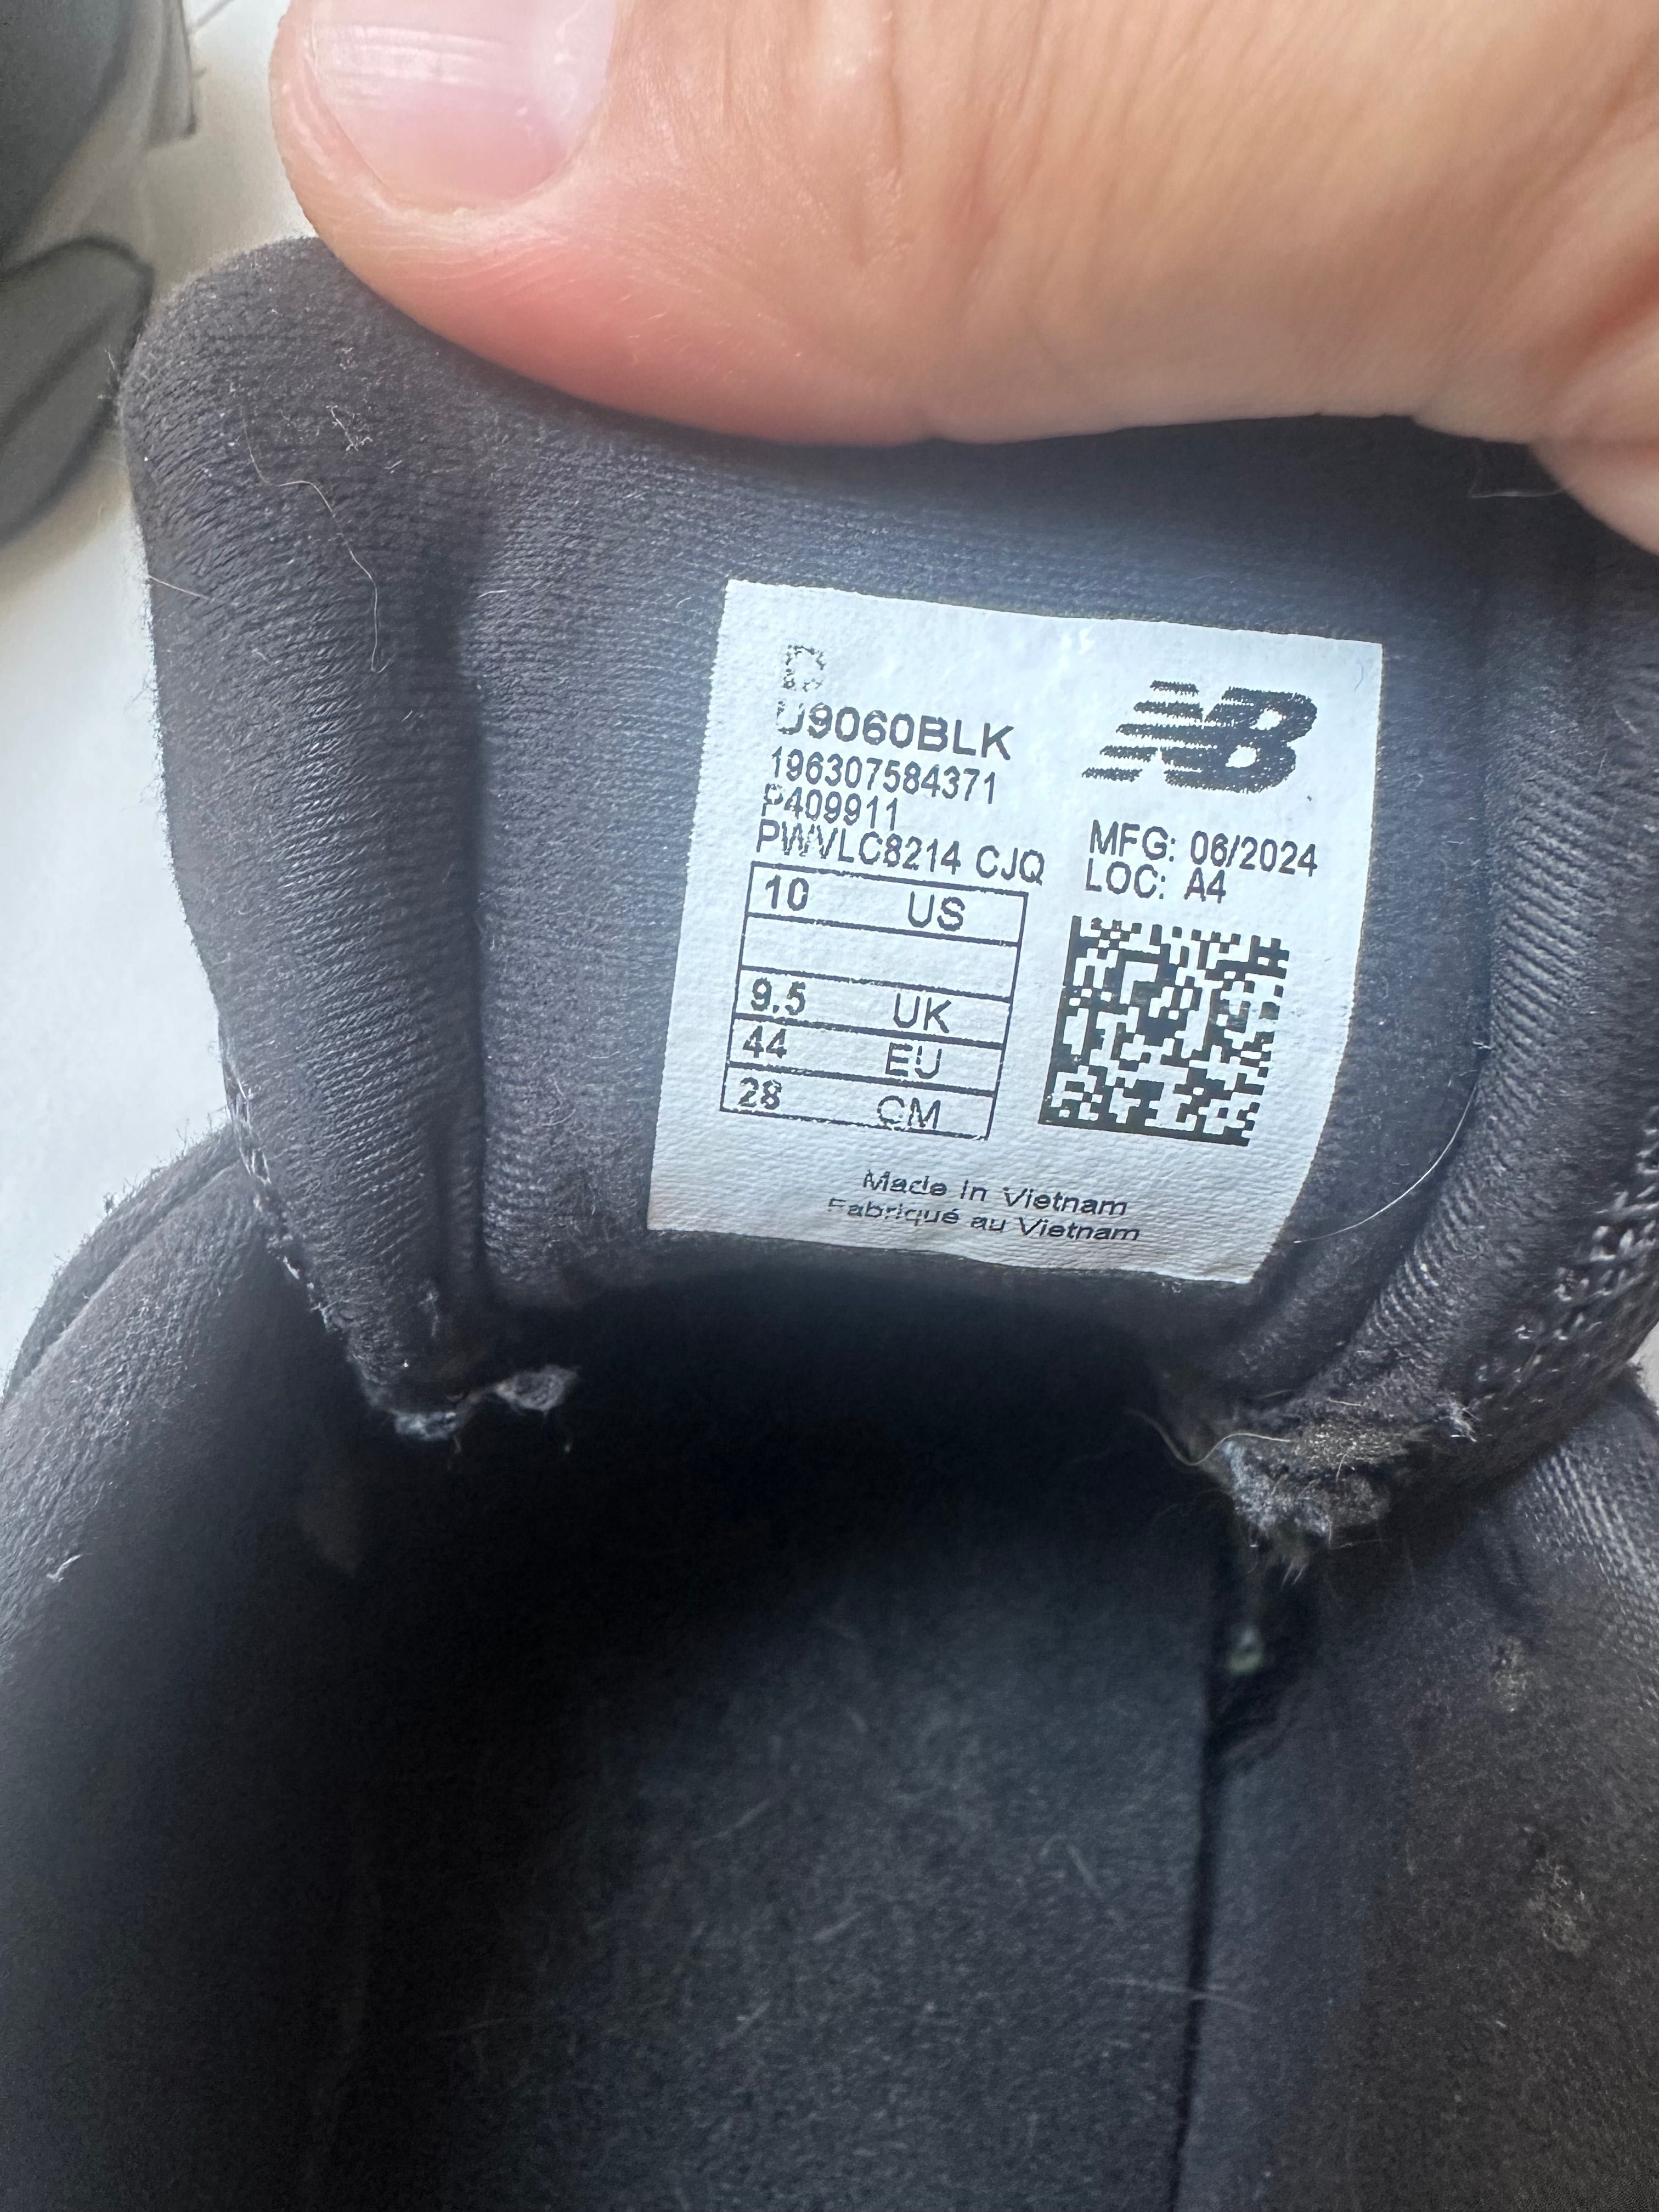 D
U9060BLK
196307584371
P409911
PWVLC8214 CJQ
NB
MFG: 06/2024
LOC: A4
10 US
9.5 UK
44 EU
28 CM
Made in Vietnam
Fabriqué au Vietnam